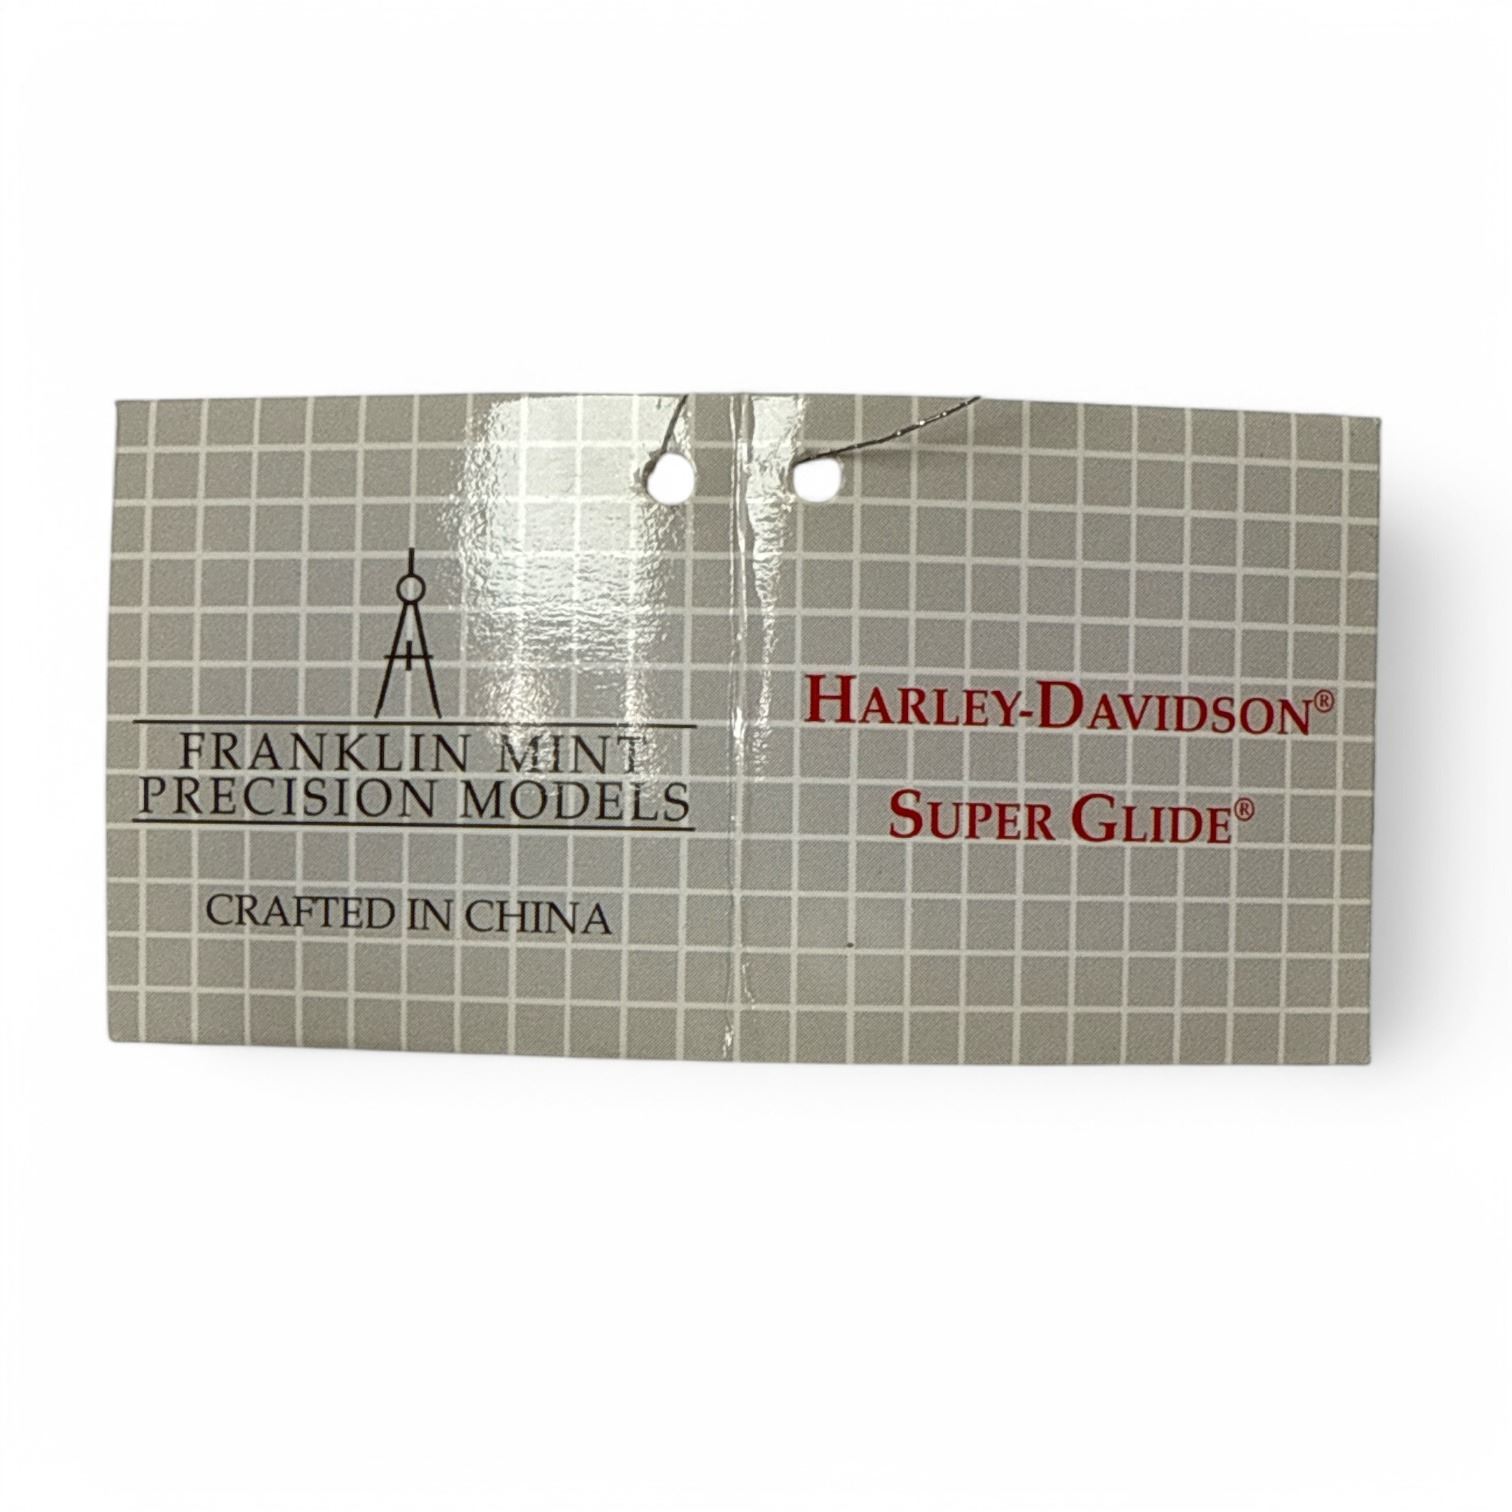 FRANKLIN MINT
PRECISION MODELS
CRAFTED IN CHINA
HARLEY-DAVIDSON®
SUPER GLIDE®